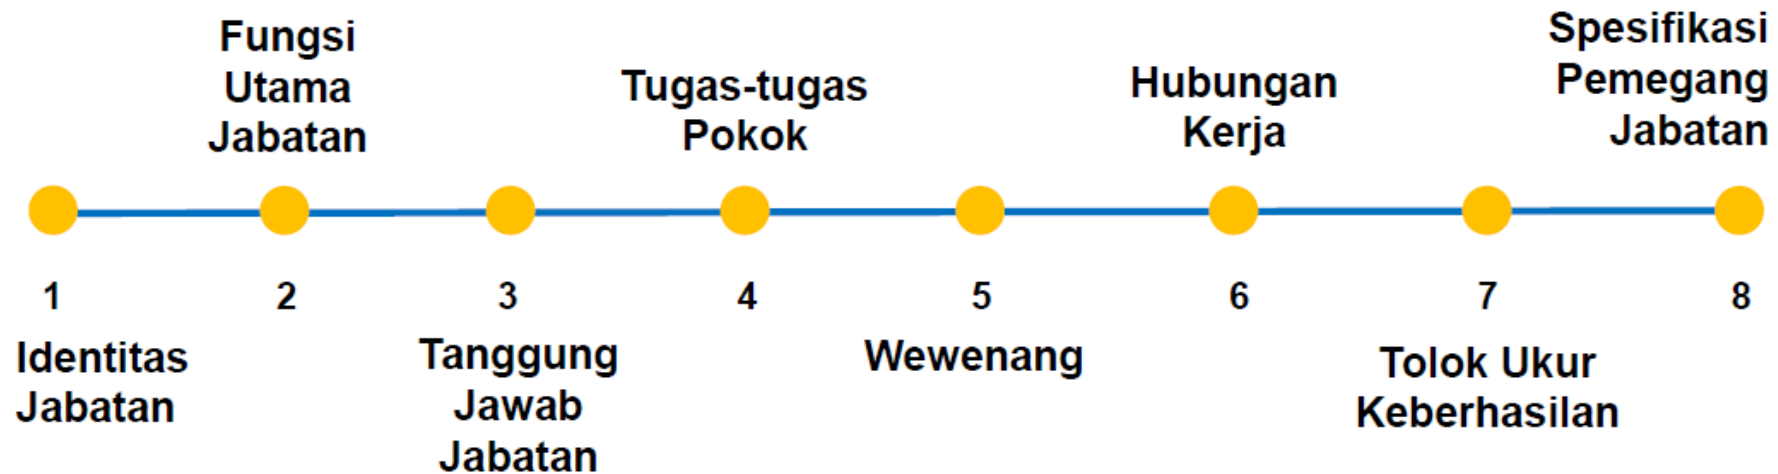 Fungsi
Utama
Jabatan
Tugas-tugas
Pokok
Hubungan
Kerja
Spesifikasi
Pemegang
Jabatan
1
2
3
4
5
6
7
8
Identitas
Jabatan
Tanggung
Jawab
Jabatan
Wewenang
Tolok Ukur
Keberhasilan